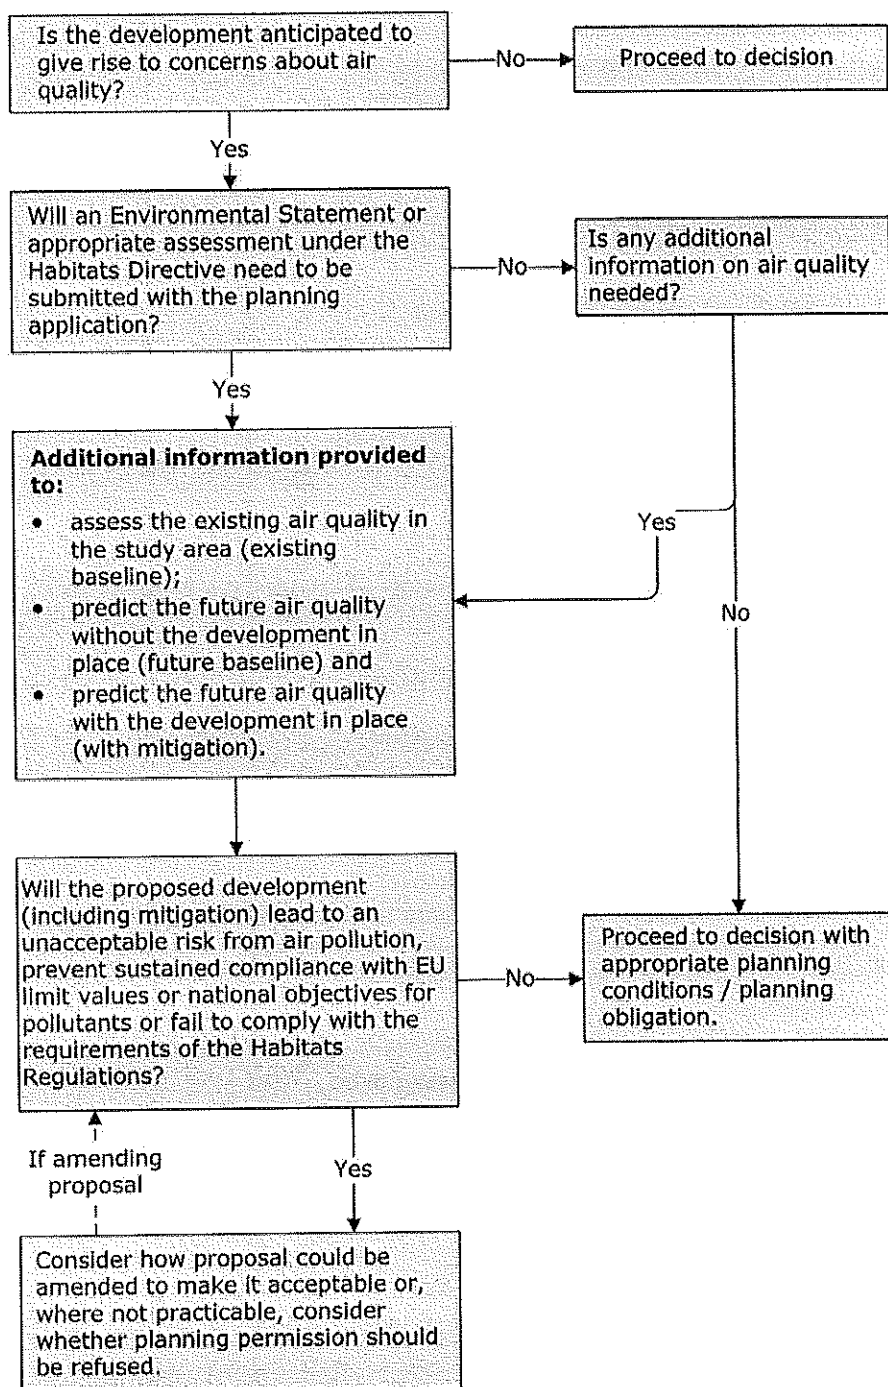 Is the development anticipated to
give rise to concerns about air
quality?
No
Proceed to decision
Yes
Will an Environmental Statement or
appropriate assessment under the
Habitats Directive need to be
submitted with the planning
application?
No
Is any additional
information on air quality
needed?
Yes
Additional information provided
to:
• assess the existing air quality in
the study area (existing
baseline);
• predict the future air quality
without the development in
place (future baseline) and
• predict the future air quality
with the development in place
(with mitigation).
Yes
No
Will the proposed development
(including mitigation) lead to an
unacceptable risk from air pollution,
prevent sustained compliance with EU
limit values or national objectives for
pollutants or fail to comply with the
requirements of the Habitats
Regulations?
No
Proceed to decision with
appropriate planning
conditions / planning
obligation.
If amending
proposal
Yes
Consider how proposal could be
amended to make it acceptable or,
where not practicable, consider
whether planning permission should
be refused.